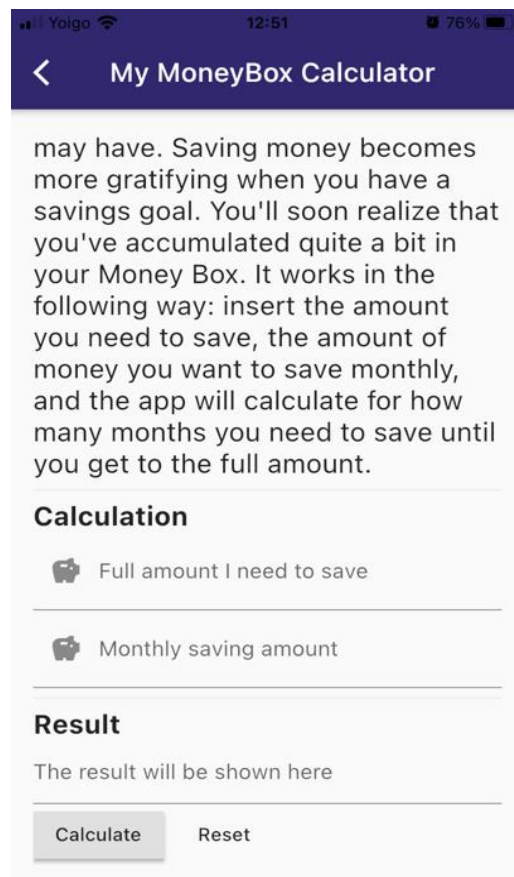 Yoigo 12:51 76%
My MoneyBox Calculator
may have. Saving money becomes
more gratifying when you have a
savings goal. You'll soon realize that
you've accumulated quite a bit in
your Money Box. It works in the
following way: insert the amount
you need to save, the amount of
money you want to save monthly,
and the app will calculate for how
many months you need to save until
you get to the full amount.
Calculation
Full amount I need to save
Monthly saving amount
Result
The result will be shown here
Calculate Reset